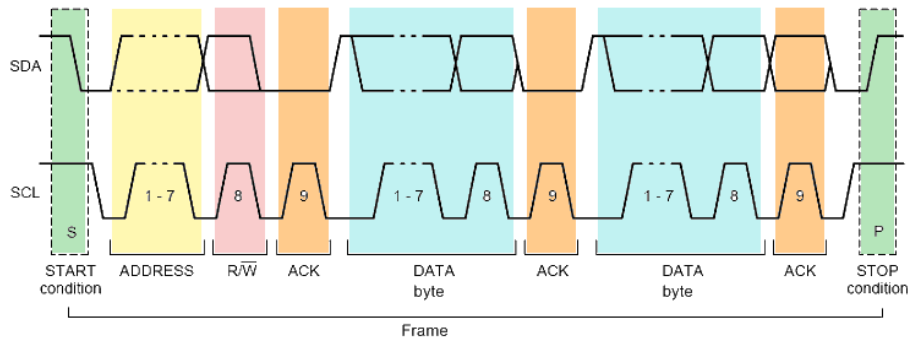 SDA
SCL
1 - 7
8
9
1 - 7
8
9
1 - 7
8
9
S
P
START
condition
ADDRESS
R/W̅
ACK
DATA
byte
ACK
DATA
byte
ACK
STOP
condition
Frame